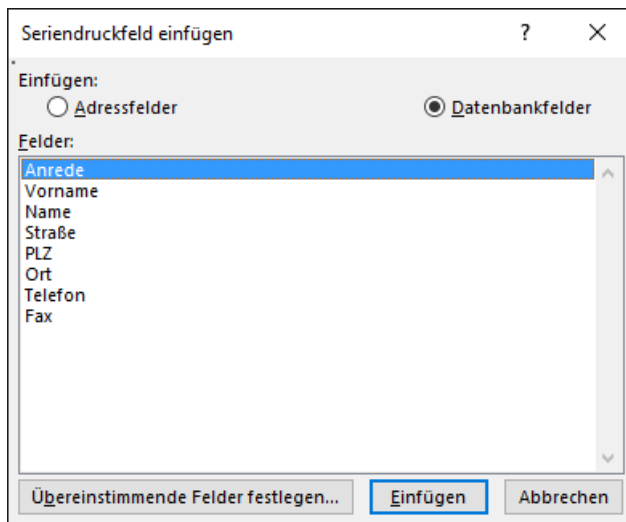 Seriendruckfeld einfügen ?
Einfügen:
Adressfelder Datenbankfelder
Felder:
Anrede
Vorname
Name
Straße
PLZ
Ort
Telefon
Fax
Übereinstimmende Felder festlegen... Einfügen Abbrechen